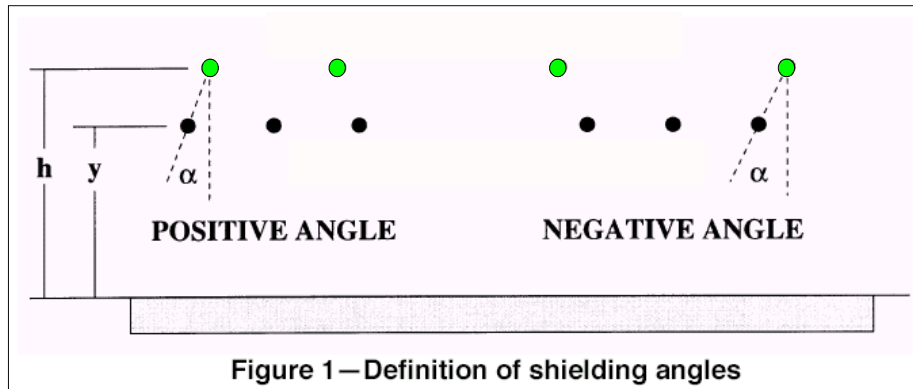 h
y
α
α
POSITIVE ANGLE
NEGATIVE ANGLE
Figure 1—Definition of shielding angles